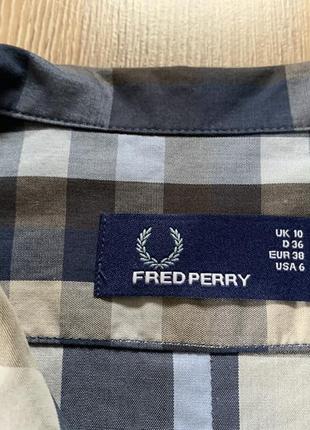 FRED PERRY
UK 10
D 36
EUR 38
USA 6